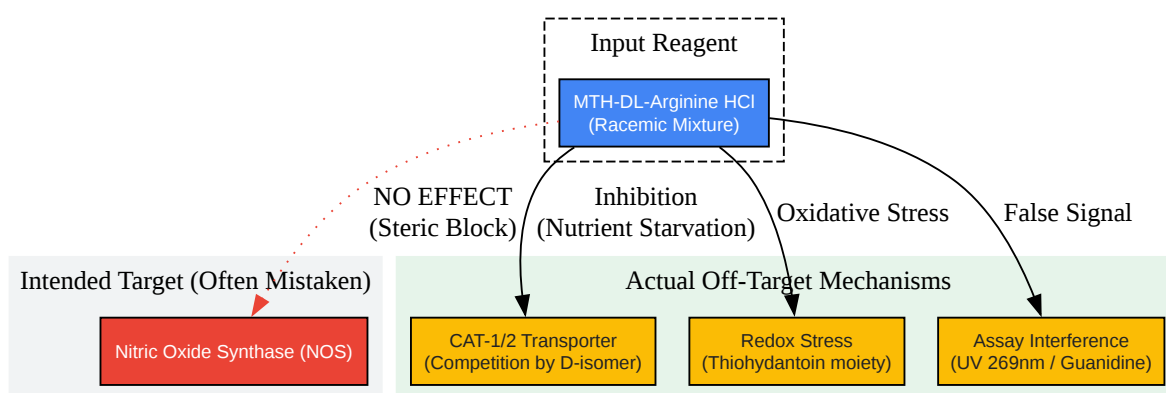 Input Reagent
MTH-DL-Arginine HCl
(Racemic Mixture)
NO EFFECT
(Steric Block)
Inhibition
(Nutrient Starvation)
Oxidative Stress
False Signal
Intended Target (Often Mistaken)
Nitric Oxide Synthase (NOS)
Actual Off-Target Mechanisms
CAT-1/2 Transporter
(Competition by D-isomer)
Redox Stress
(Thiohydantoin moiety)
Assay Interference
(UV 269nm / Guanidine)